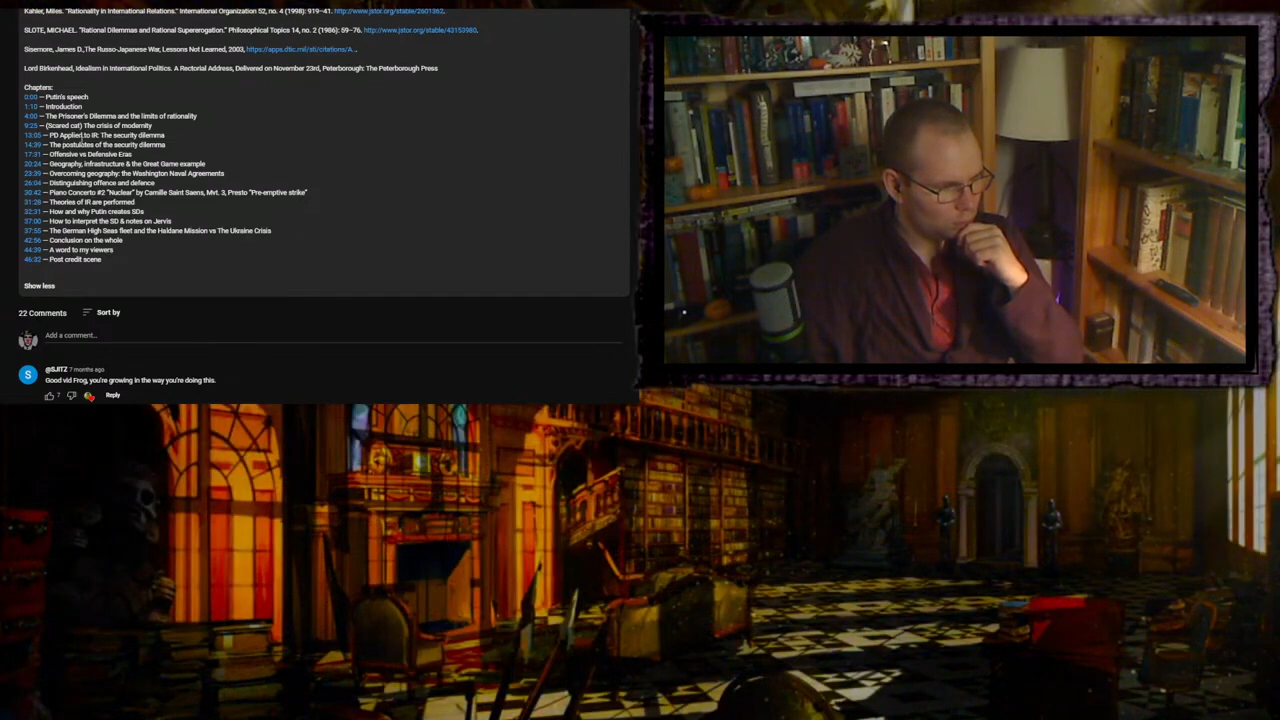 Kahler, Miles. "Rationality in International Relations." International Organization 52, no. 4 (1998): 919–41. http://www.jstor.org/stable/2601362.
SLOTE, MICHAEL. "Rational Dilemmas and Rational Supererogation." Philosophical Topics 14, no. 2 (1986): 59–76. http://www.jstor.org/stable/43153980.
Sisemore, James D.,The Russo-Japanese War, Lessons Not Learned, 2003, https://apps.dtic.mil/sti/citations/A...
Lord Birkenhead, Idealism in International Politics. A Rectorial Address, Delivered on November 23rd, Peterborough: The Peterborough Press
Chapters:
0:00 — Putin's speech
1:10 — Introduction
4:00 — The Prisoner's Dilemma and the limits of rationality
9:25 — (Scared cat) The crisis of modernity
13:05 — PD Applied to IR: The security dilemma
14:39 — The postulates of the security dilemma
17:31 — Offensive vs Defensive Eras
20:24 — Geography, infrastructure & the Great Game example
23:39 — Overcoming geography: the Washington Naval Agreements
26:04 — Distinguishing offence and defence
30:42 — Piano Concerto #2 "Nuclear" by Camille Saint Saens, Mvt. 3, Presto "Pre-emptive strike"
31:28 — Theories of IR are performed
32:31 — How and why Putin creates SDs
37:00 — How to interpret the SD & notes on Jervis
37:55 — The German High Seas fleet and the Haldane Mission vs The Ukraine Crisis
42:56 — Conclusion on the whole
44:39 — A word to my viewers
46:32 — Post credit scene
Show less
22 Comments Sort by
Add a comment...
S @SJITZ 7 months ago
Good vid Frog, you're growing in the way you're doing this.
7 Reply